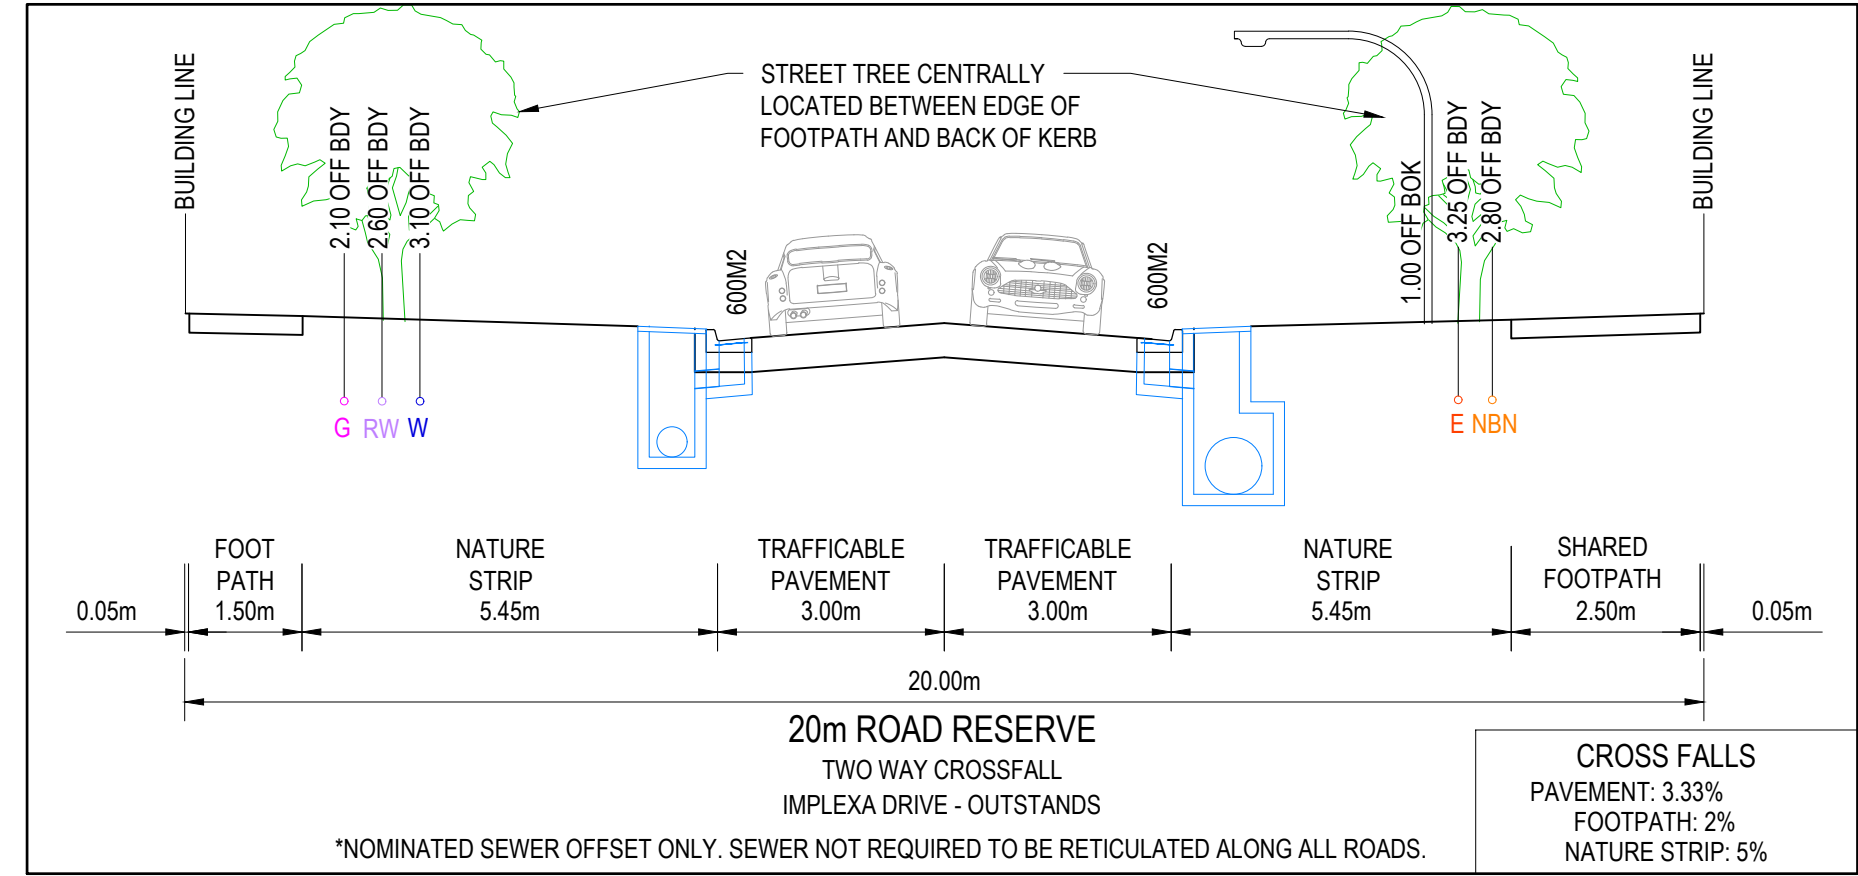 BUILDING LINE
2.10 OFF BDY
2.60 OFF BDY
3.10 OFF BDY
STREET TREE CENTRALLY
LOCATED BETWEEN EDGE OF
FOOTPATH AND BACK OF KERB
600M2
600M2
1.00 OFF BOK
3.25 OFF BDY
2.80 OFF BDY
BUILDING LINE
G
RW
W
E
NBN
0.05m
FOOT
PATH
1.50m
NATURE
STRIP
5.45m
TRAFFICABLE
PAVEMENT
3.00m
TRAFFICABLE
PAVEMENT
3.00m
NATURE
STRIP
5.45m
SHARED
FOOTPATH
2.50m
0.05m
20.00m
20m ROAD RESERVE
TWO WAY CROSSFALL
IMPLEXA DRIVE - OUTSTANDS
*NOMINATED SEWER OFFSET ONLY. SEWER NOT REQUIRED TO BE RETICULATED ALONG ALL ROADS.
CROSS FALLS
PAVEMENT: 3.33%
FOOTPATH: 2%
NATURE STRIP: 5%